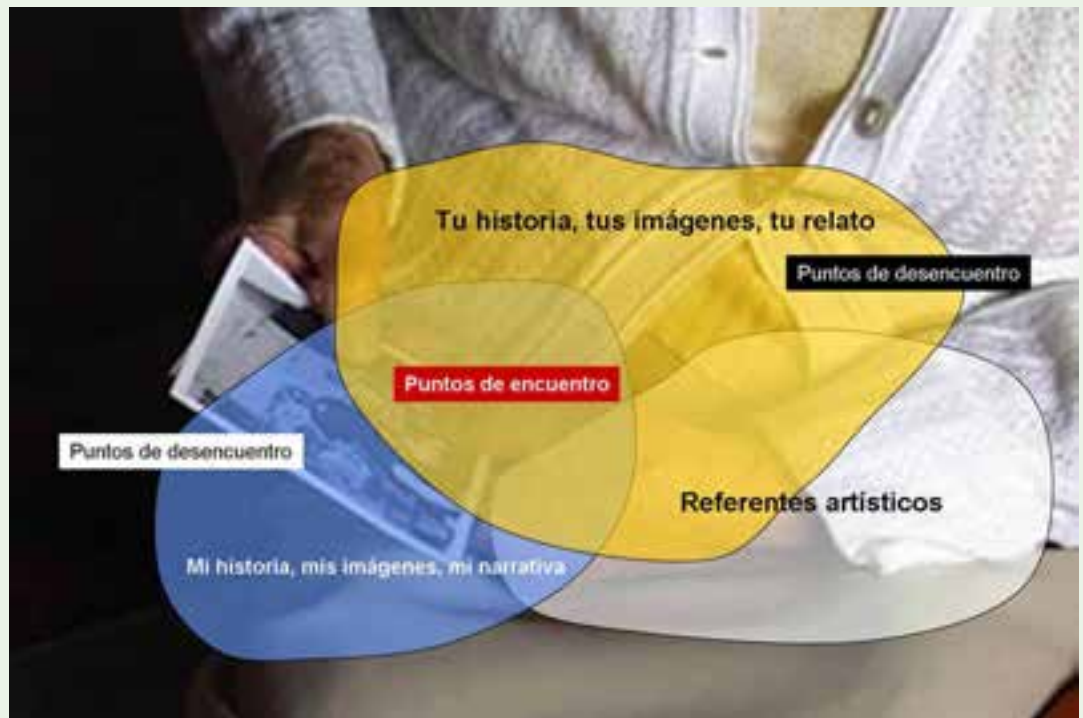 Tu historia, tus imágenes, tu relato
Puntos de desencuentro
Puntos de encuentro
Puntos de desencuentro
Referentes artísticos
Mi historia, mis imágenes, mi narrativa